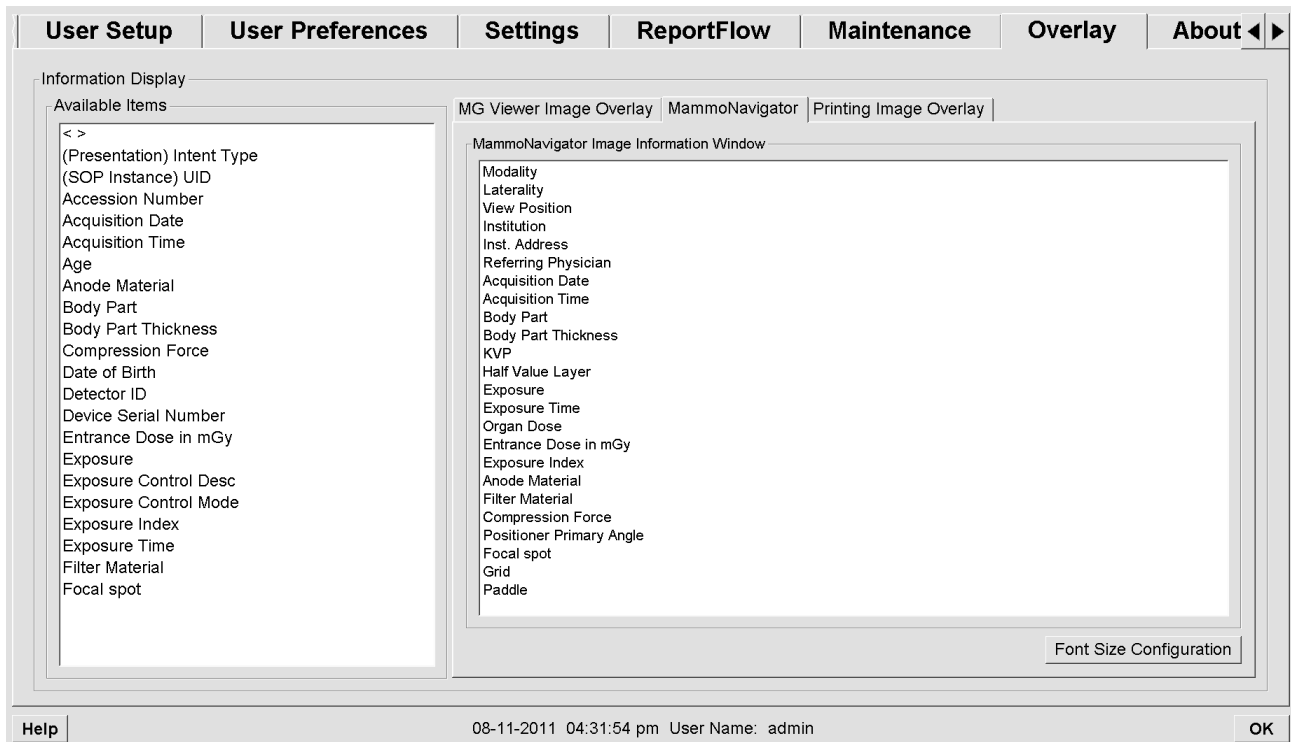 User Setup
User Preferences
Settings
ReportFlow
Maintenance
Overlay
About
Information Display
Available Items
< >
(Presentation) Intent Type
(SOP Instance) UID
Accession Number
Acquisition Date
Acquisition Time
Age
Anode Material
Body Part
Body Part Thickness
Compression Force
Date of Birth
Detector ID
Device Serial Number
Entrance Dose in mGy
Exposure
Exposure Control Desc
Exposure Control Mode
Exposure Index
Exposure Time
Filter Material
Focal spot
MG Viewer Image Overlay
MammoNavigator
Printing Image Overlay
MammoNavigator Image Information Window
Modality
Laterality
View Position
Institution
Inst. Address
Referring Physician
Acquisition Date
Acquisition Time
Body Part
Body Part Thickness
KVP
Half Value Layer
Exposure
Exposure Time
Organ Dose
Entrance Dose in mGy
Exposure Index
Anode Material
Filter Material
Compression Force
Positioner Primary Angle
Focal spot
Grid
Paddle
Font Size Configuration
Help
08-11-2011 04:31:54 pm User Name: admin
OK